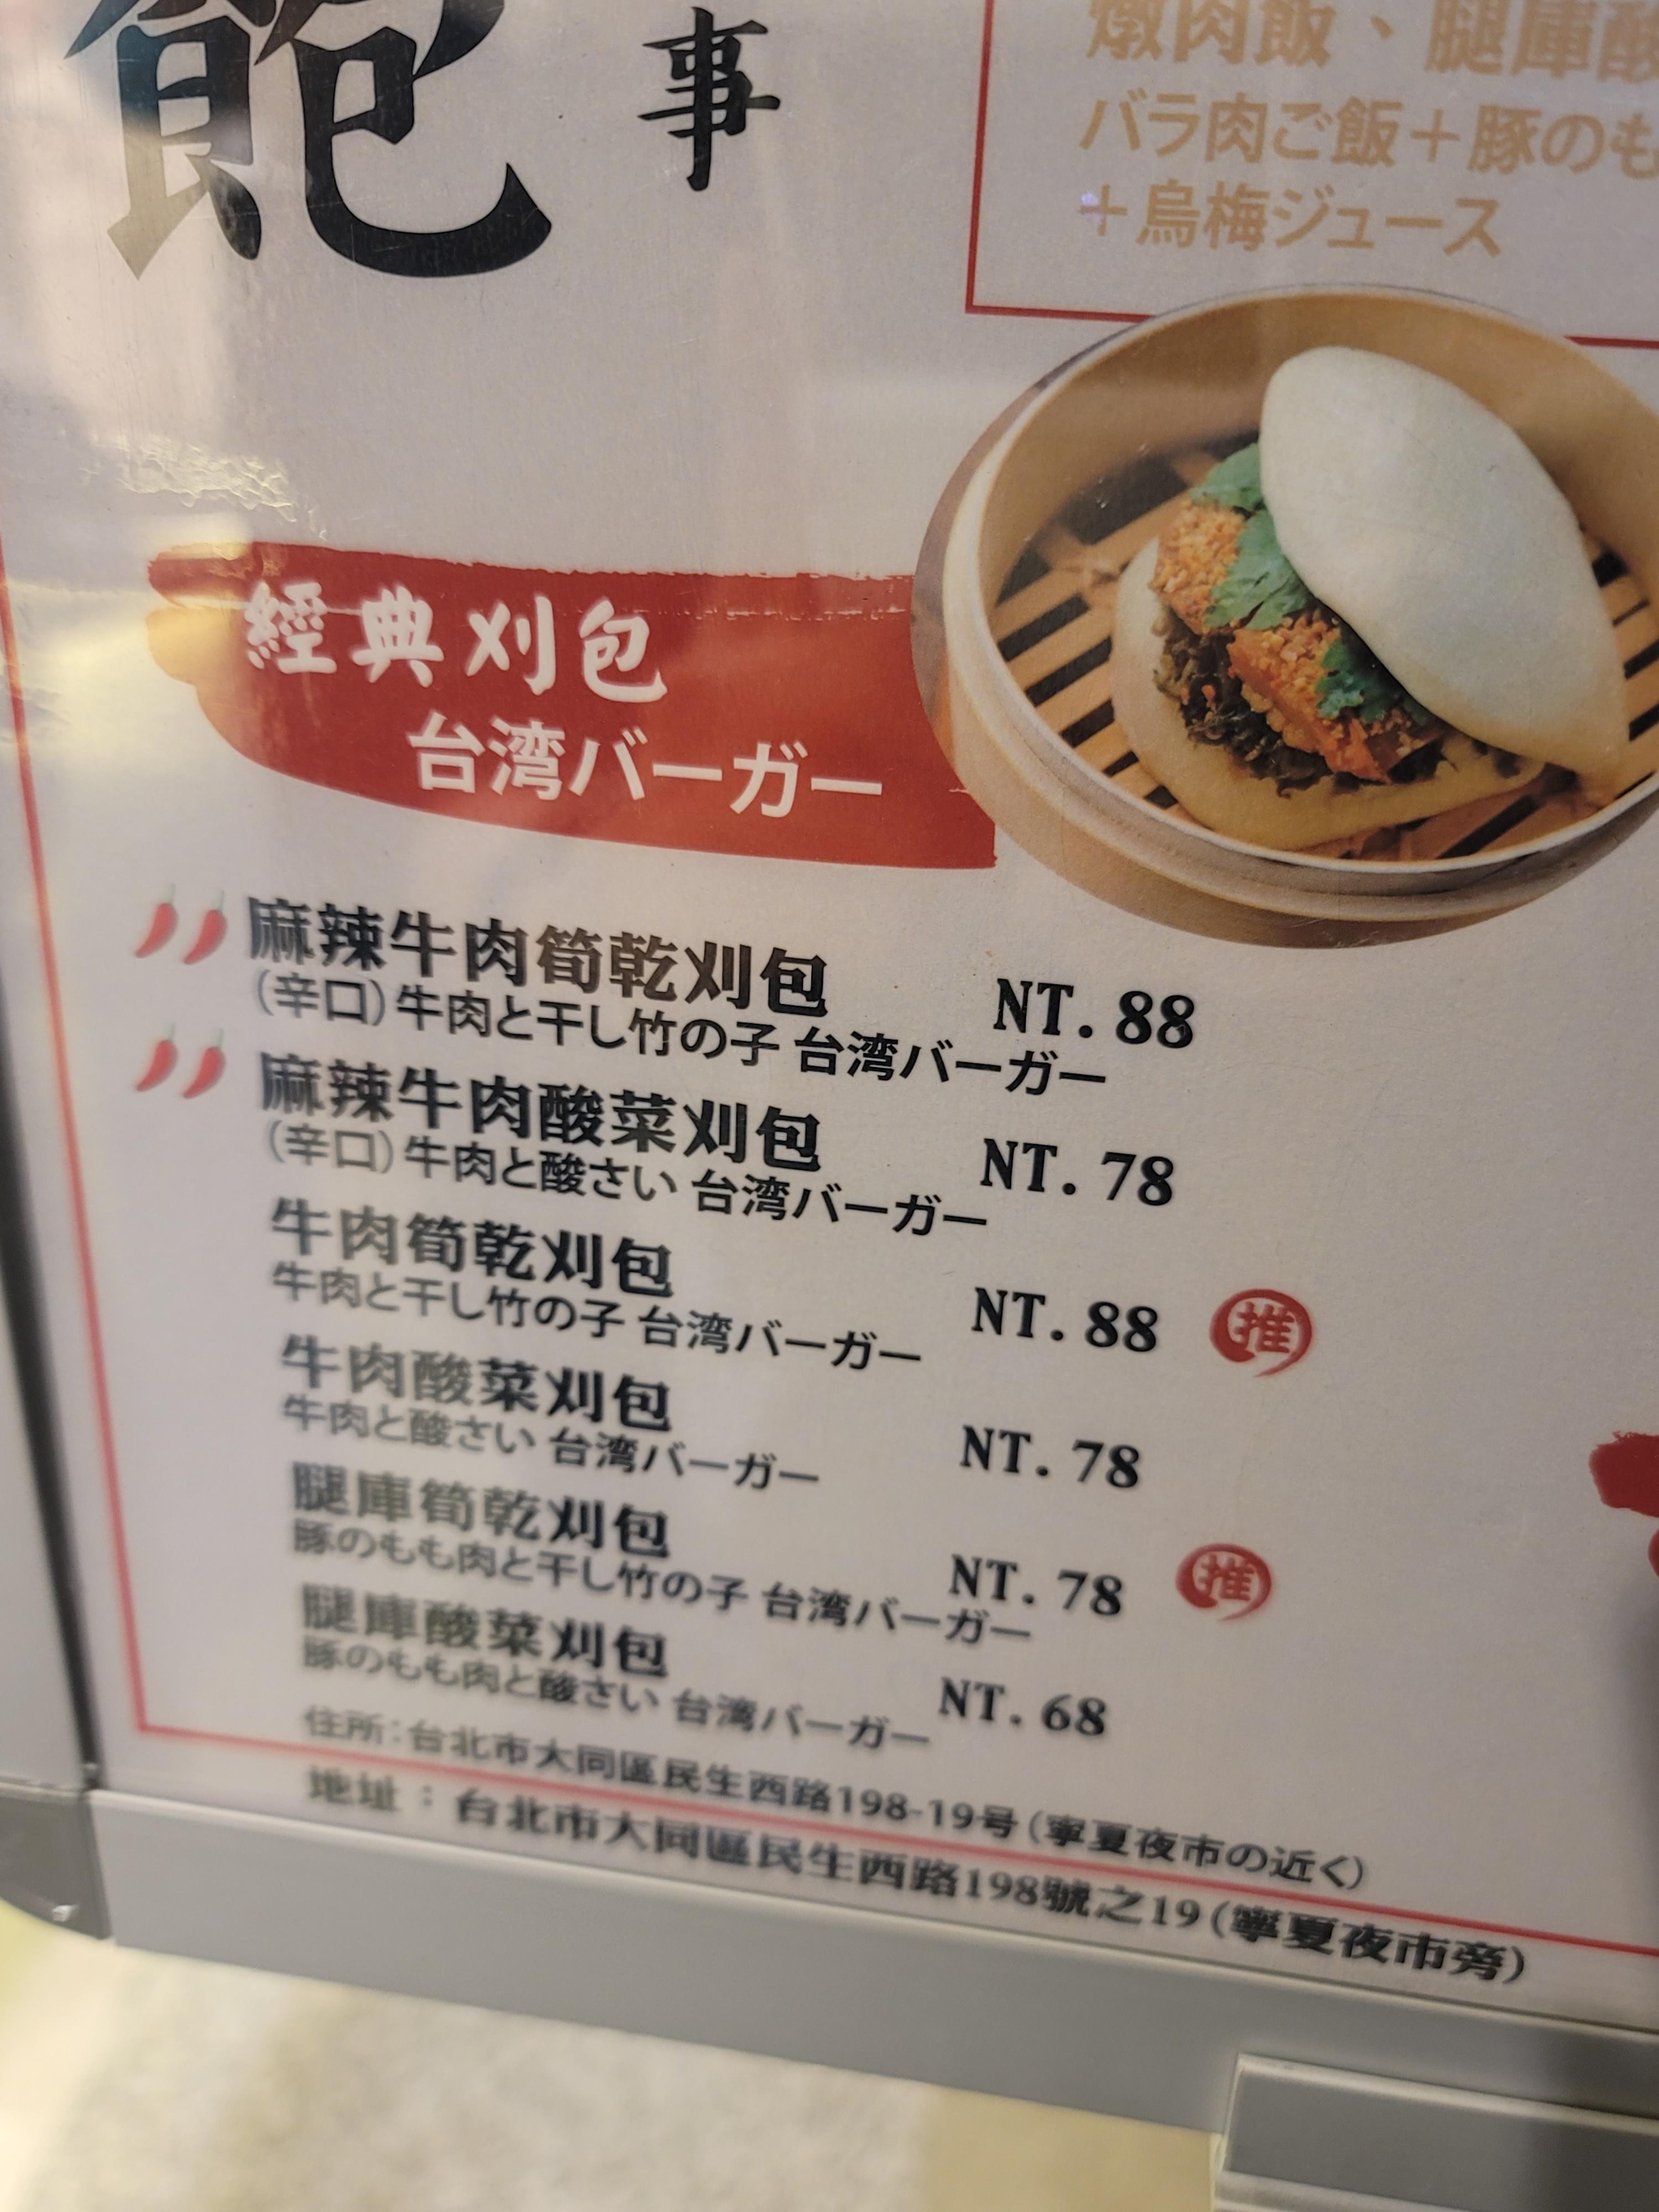 飽
事
燉肉飯、腿庫酸
バラ肉ご飯＋豚のも
＋烏梅ジュース
經典刈包
台湾バーガー
麻辣牛肉筍乾刈包 NT. 88
（辛口）牛肉と干し竹の子 台湾バーガー
麻辣牛肉酸菜刈包 NT. 78
（辛口）牛肉と酸さい 台湾バーガー
牛肉筍乾刈包 NT. 88 推
牛肉と干し竹の子 台湾バーガー
牛肉酸菜刈包 NT. 78
牛肉と酸さい 台湾バーガー
腿庫筍乾刈包 NT. 78 推
豚のもも肉と干し竹の子 台湾バーガー
腿庫酸菜刈包 NT. 68
豚のもも肉と酸さい 台湾バーガー
住所：台北市大同區民生西路198-19号（寧夏夜市の近く）
地址：台北市大同區民生西路198號之19（寧夏夜市旁）